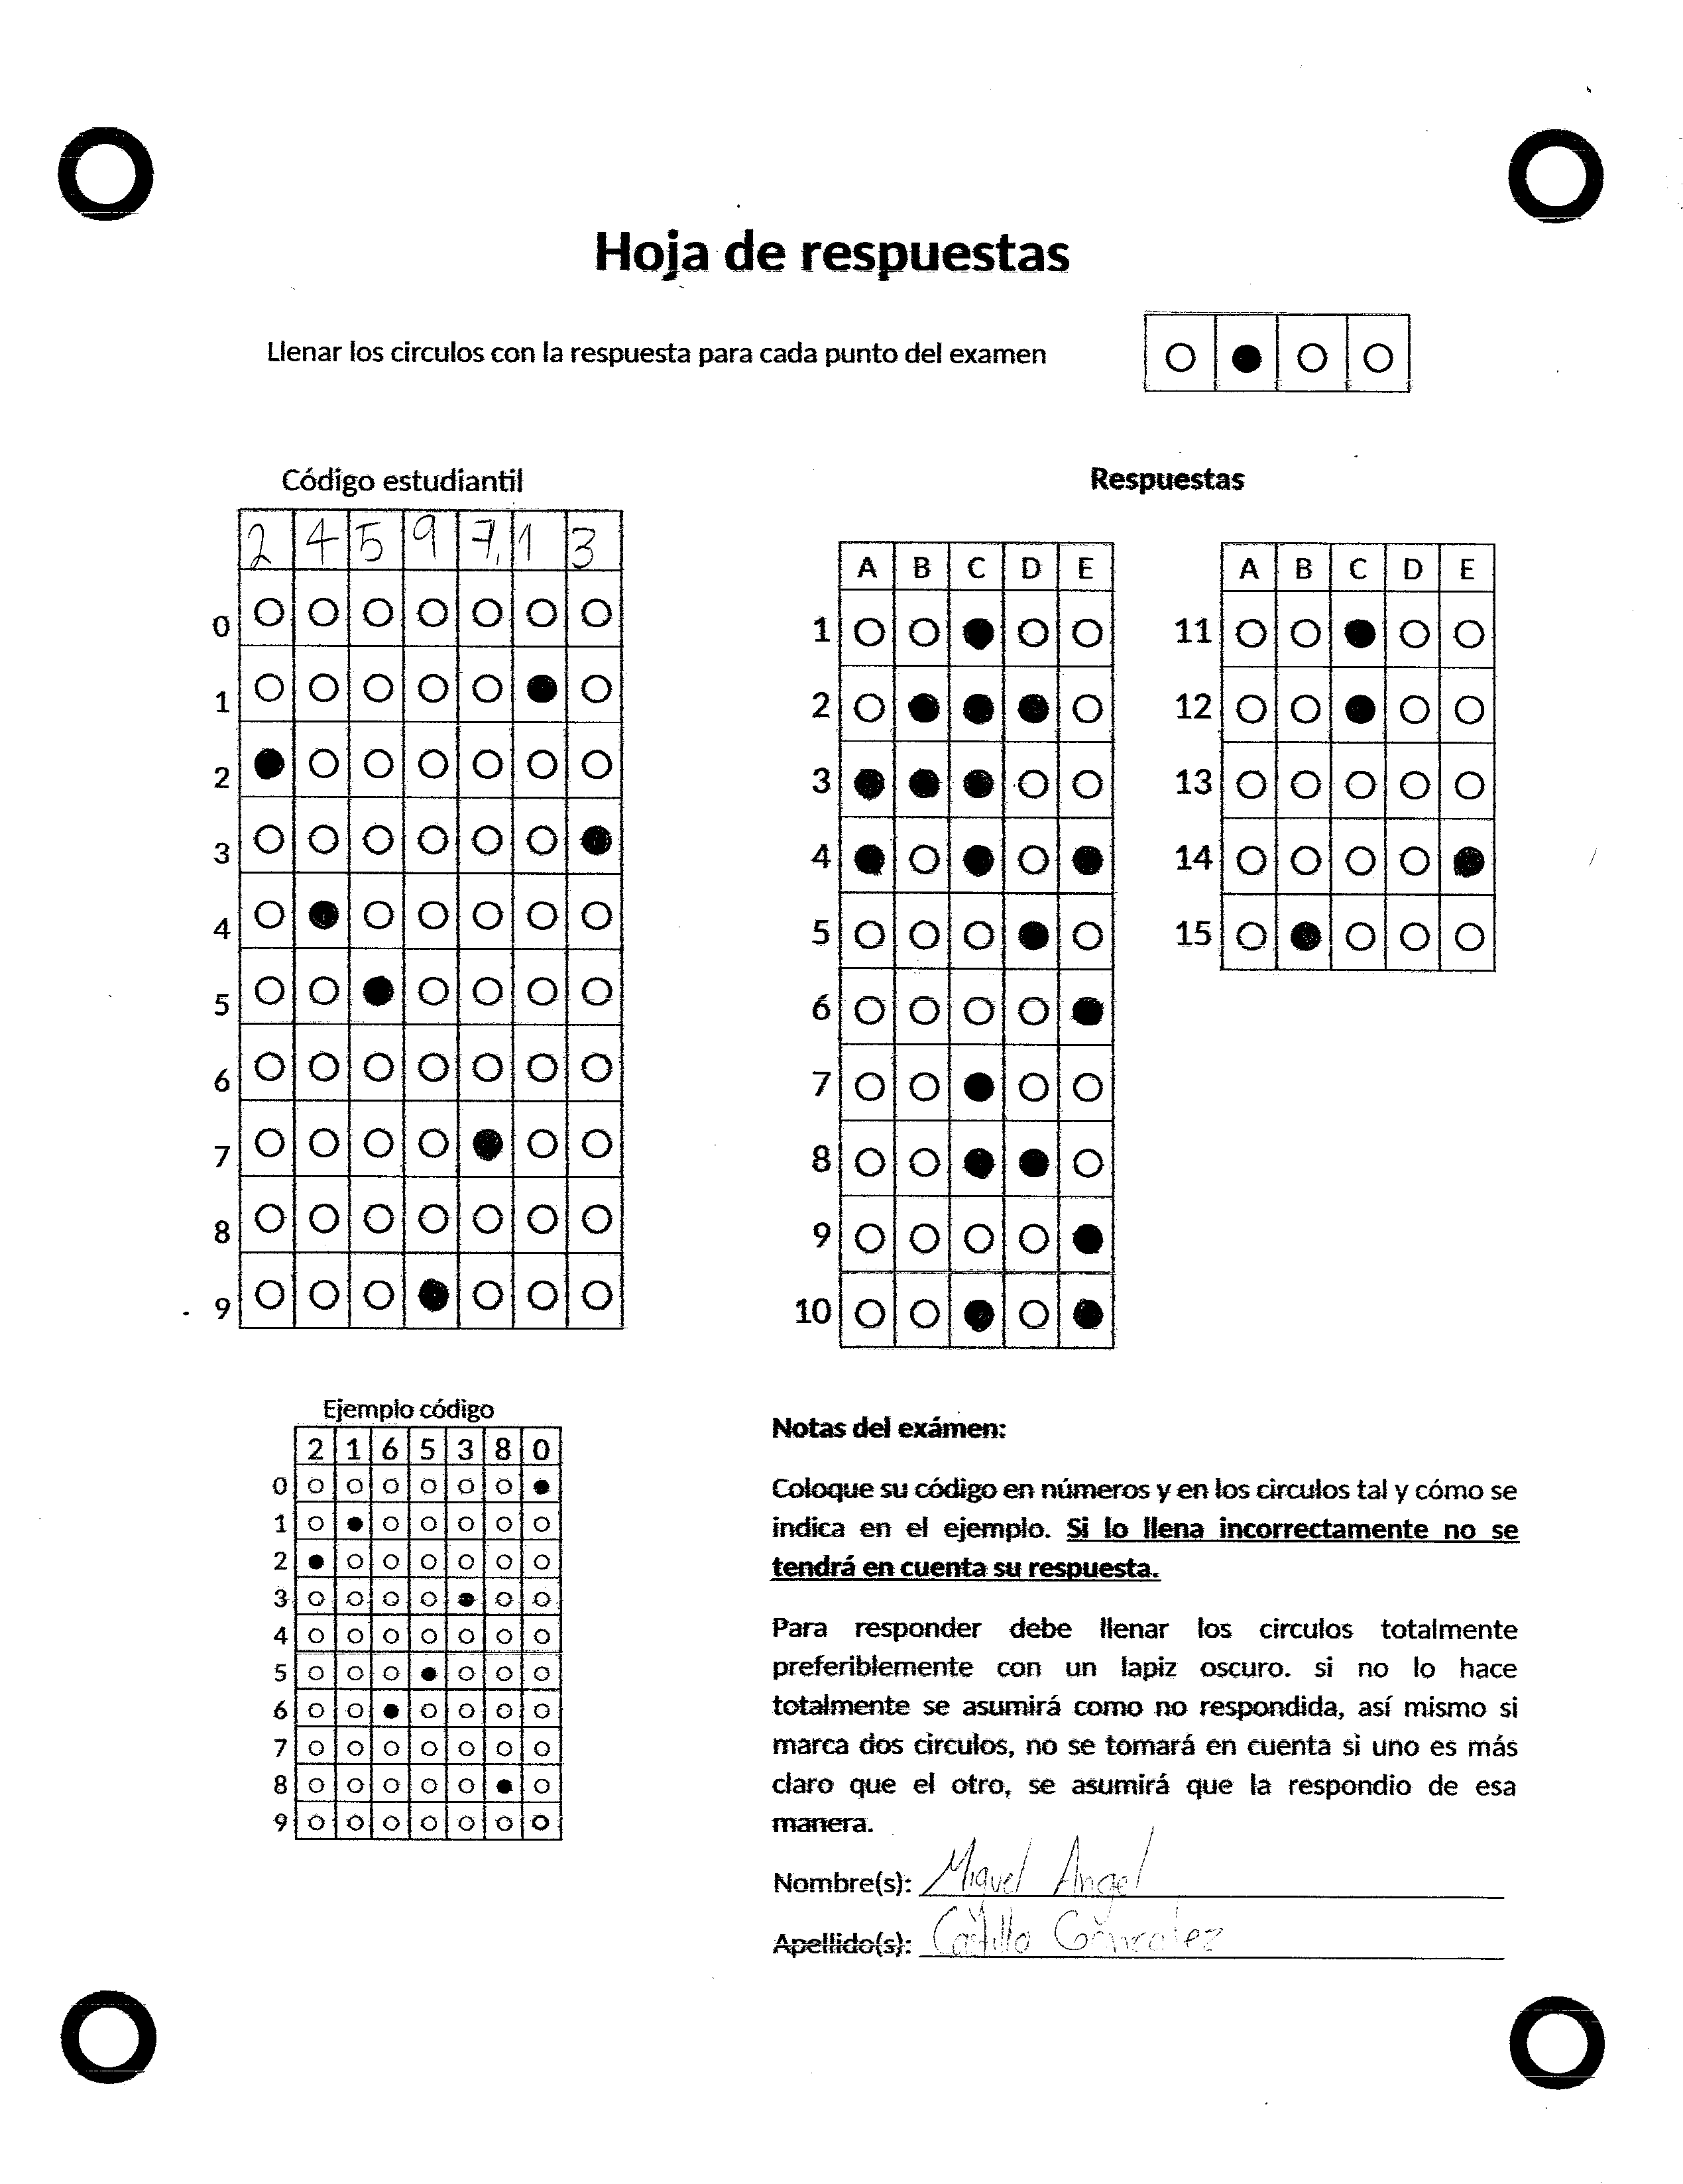 Hoja de respuestas
Llenar los circulos con la respuesta para cada punto del examen
Código estudiantil
2 4 5 9 7 1 3
0
1
2
3
4
5
6
7
8
9
Respuestas
A B C D E
1
2
3
4
5
6
7
8
9
10
A B C D E
11
12
13
14
15
Ejemplo código
2 1 6 5 3 8 0
0
1
2
3
4
5
6
7
8
9
Notas del exámen:
Coloque su código en números y en los circulos tal y cómo se
indica en el ejemplo. Si lo llena incorrectamente no se
tendrá en cuenta su respuesta.
Para responder debe llenar los circulos totalmente
preferiblemente con un lapiz oscuro. si no lo hace
totalmente se asumirá como no respondida, así mismo si
marca dos circulos, no se tomará en cuenta si uno es más
claro que el otro, se asumirá que la respondio de esa
manera.
Nombre(s): Miguel Angel
Apellido(s): Castillo Gonzalez